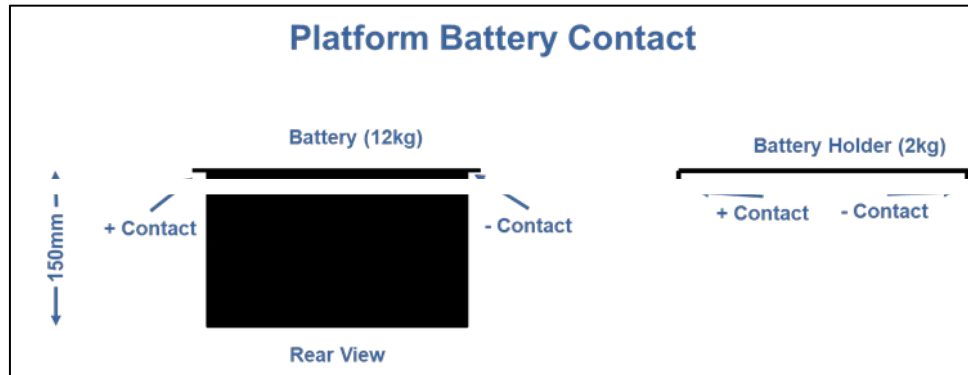 Platform Battery Contact
Battery (12kg)
Battery Holder (2kg)
+ Contact
- Contact
+ Contact
- Contact
150mm
Rear View